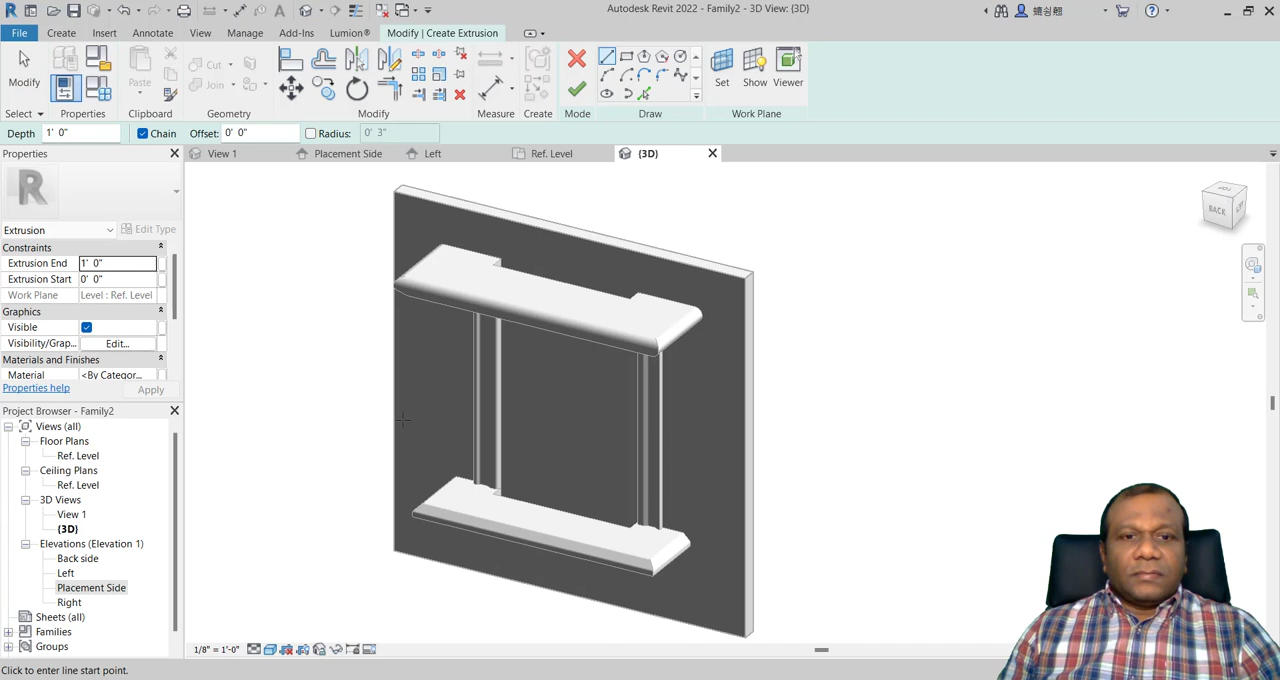 Autodesk Revit 2022 - Family2 - 3D View: {3D}
File Create Insert Annotate View Manage Add-Ins Lumion® Modify | Create Extrusion
Modify Paste Cut Join Set Show Viewer
Select Properties Clipboard Geometry Modify Measure Create Mode Draw Work Plane
Depth 1' 0" Chain Offset: 0' 0" Radius: 0' 3"
Properties View 1 Placement Side Left Ref. Level {3D}
R
BACK
Extrusion Edit Type
Constraints
Extrusion End 1' 0"
Extrusion Start 0' 0"
Work Plane Level : Ref. Level
Graphics
Visible
Visibility/Grap... Edit...
Materials and Finishes
Material <By Categor...
Properties help Apply
Project Browser - Family2
Views (all)
Floor Plans
Ref. Level
Ceiling Plans
Ref. Level
3D Views
View 1
{3D}
Elevations (Elevation 1)
Back side
Left
Placement Side
Right
Sheets (all)
Families
Groups
1/8" = 1'-0"
Click to enter line start point.